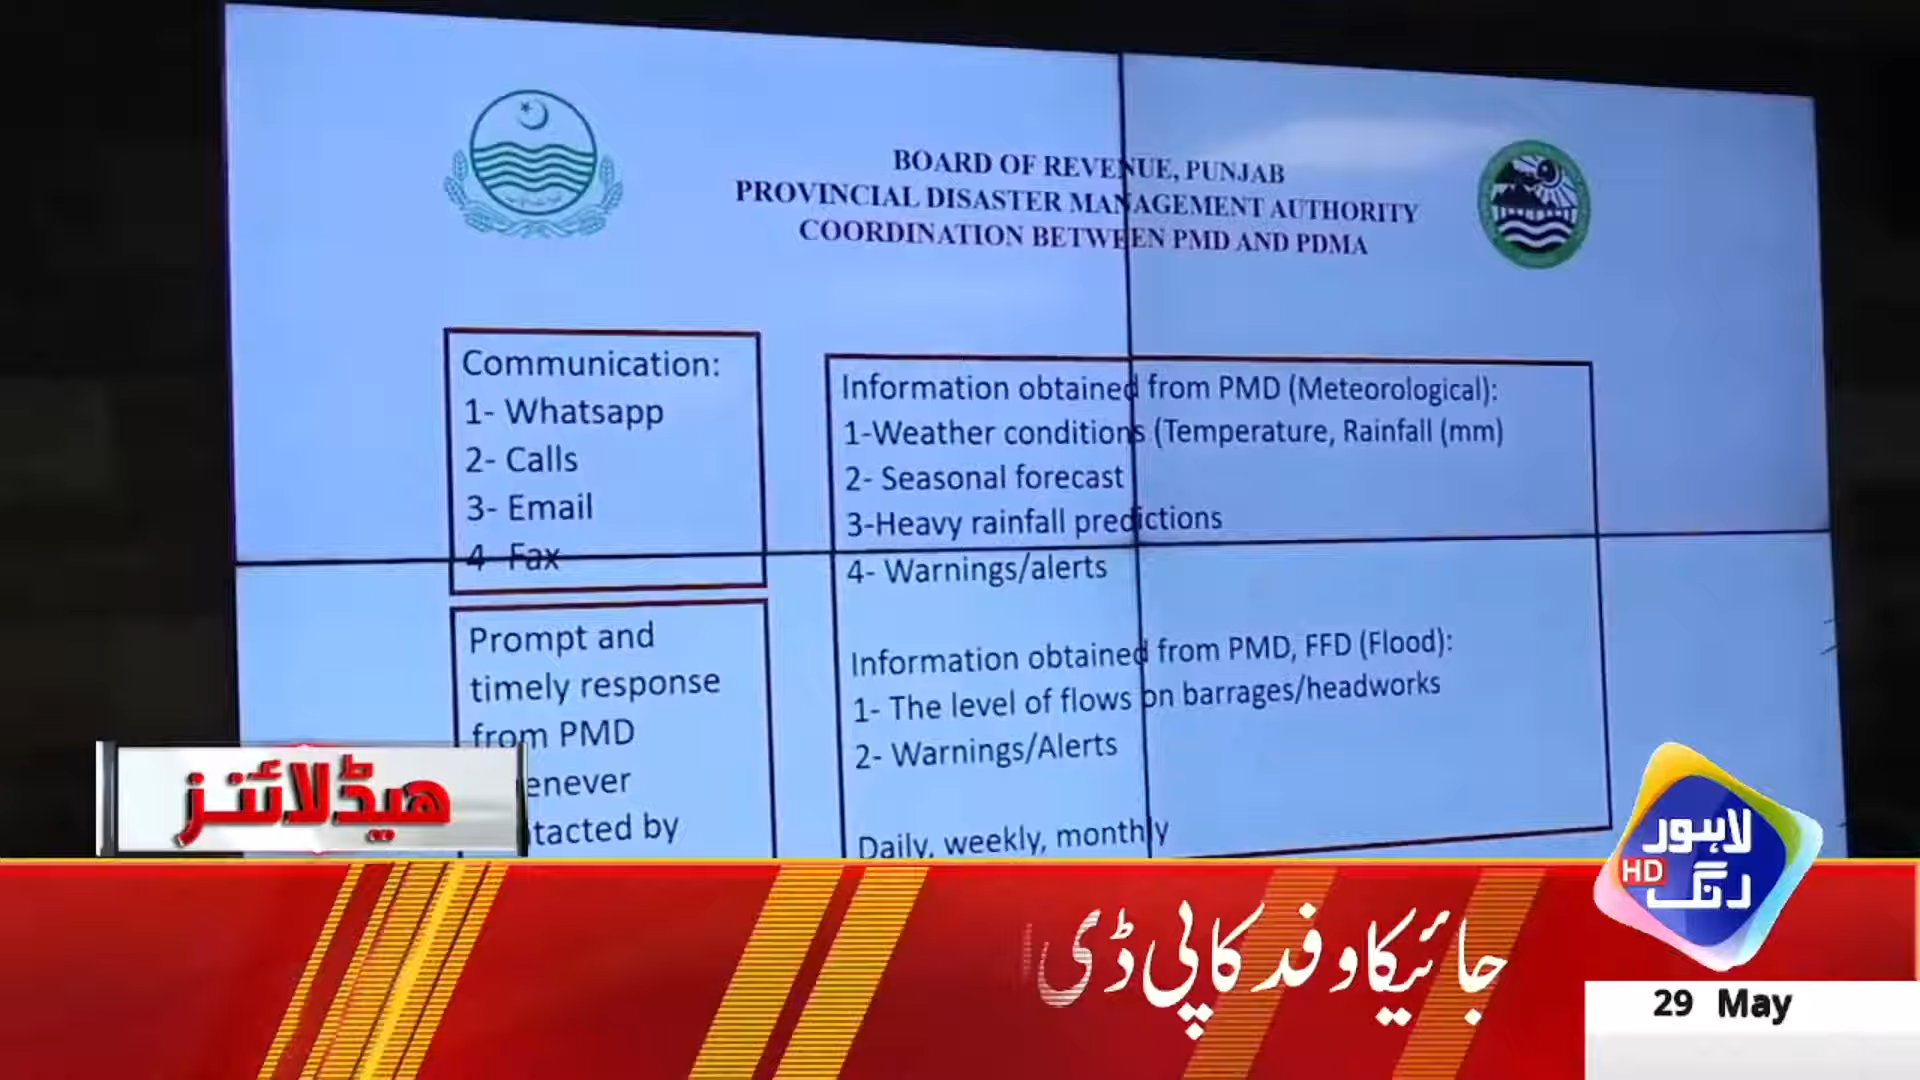 BOARD OF REVENUE, PUNJAB
PROVINCIAL DISASTER MANAGEMENT AUTHORITY
COORDINATION BETWEEN PMD AND PDMA
Communication:
1- Whatsapp
2- Calls
3- Email
4- Fax
Prompt and
timely response
from PMD
enever
tacted by
Information obtained from PMD (Meteorological):
1-Weather conditions (Temperature, Rainfall (mm)
2- Seasonal forecast
3-Heavy rainfall predictions
4- Warnings/alerts
Information obtained from PMD, FFD (Flood):
1- The level of flows on barrages/headworks
2- Warnings/Alerts
Daily, weekly, monthly
ہیڈلائنز
لاہور
HD رنگ
جائیکا وفد کا پی ڈی
29 May